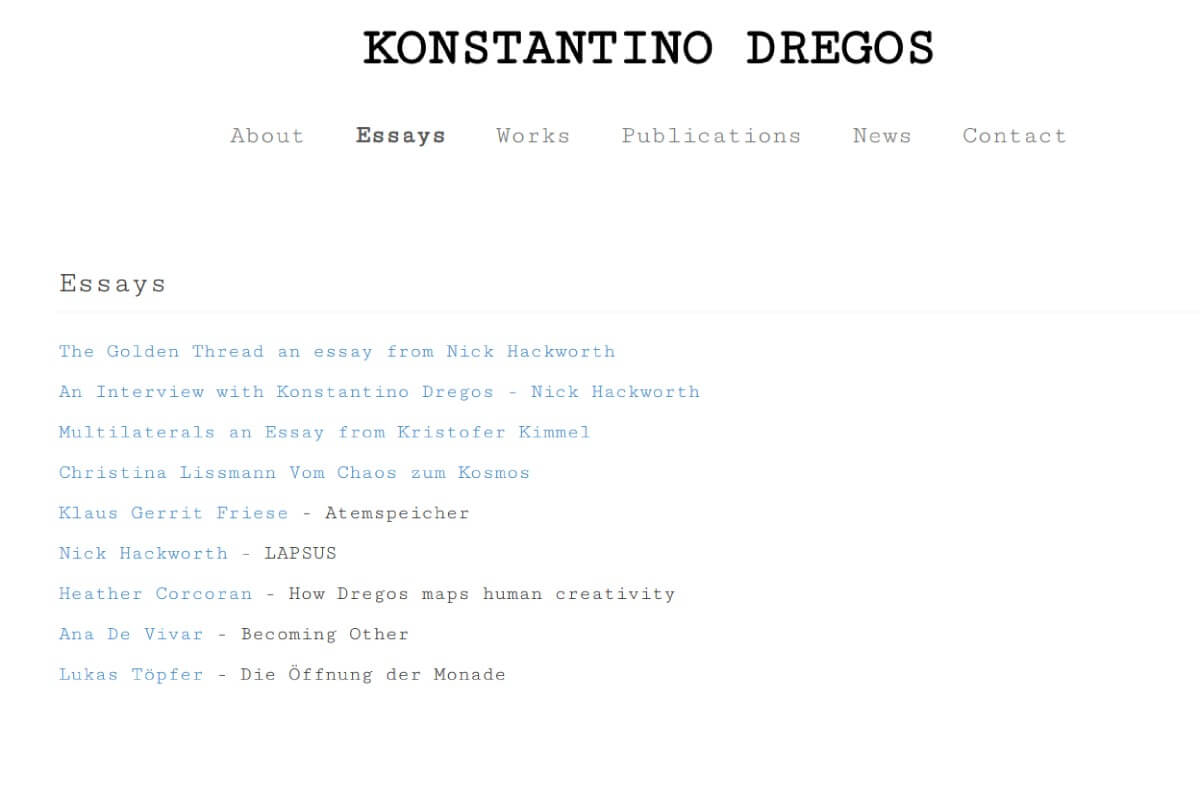 KONSTANTINO DREGOS
About Essays Works Publications News Contact
Essays
The Golden Thread an essay from Nick Hackworth
An Interview with Konstantino Dregos - Nick Hackworth
Multilaterals an Essay from Kristofer Kimmel
Christina Lissmann Vom Chaos zum Kosmos
Klaus Gerrit Friese - Atemspeicher
Nick Hackworth - LAPSUS
Heather Corcoran - How Dregos maps human creativity
Ana De Vivar - Becoming Other
Lukas Töpfer - Die Öffnung der Monade